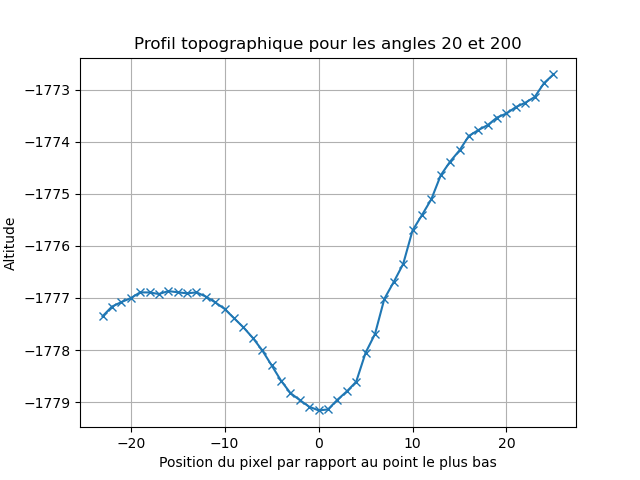 Profil topographique pour les angles 20 et 200
−1773
−1774
−1775
−1776
−1777
−1778
−1779
Altitude
−20 −10 0 10 20
Position du pixel par rapport au point le plus bas